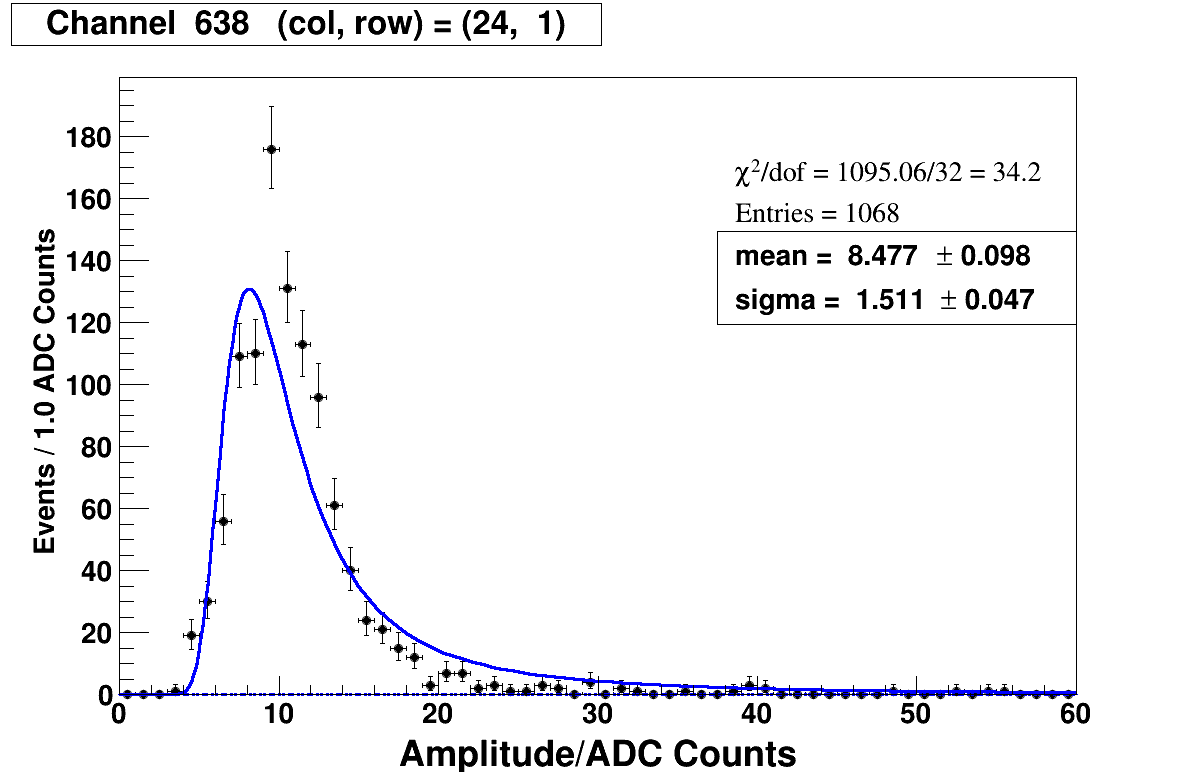 Channel 638 (col, row) = (24, 1)
χ²/dof = 1095.06/32 = 34.2
Entries = 1068
mean = 8.477 ± 0.098
sigma = 1.511 ± 0.047
Events / 1.0 ADC Counts
180
160
140
120
100
80
60
40
20
0
0 10 20 30 40 50 60
Amplitude/ADC Counts